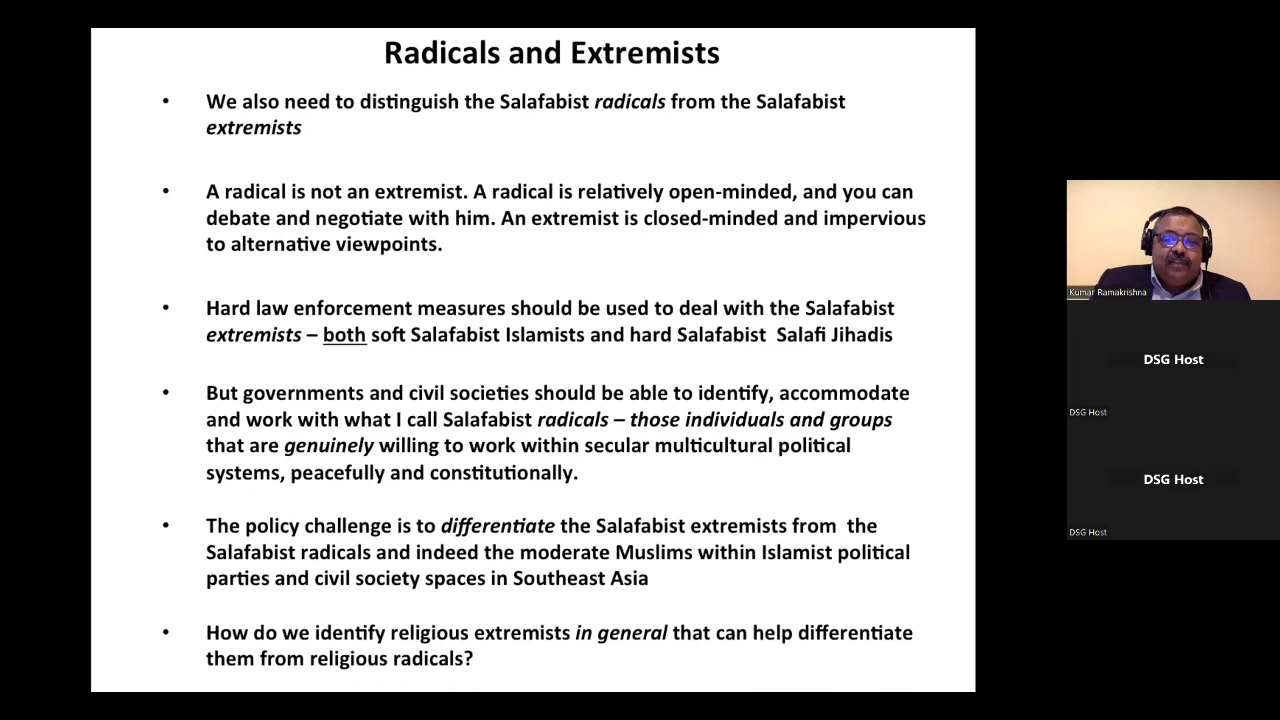 Radicals and Extremists
• We also need to distinguish the Salafabist radicals from the Salafabist
extremists
• A radical is not an extremist. A radical is relatively open-minded, and you can
debate and negotiate with him. An extremist is closed-minded and impervious
to alternative viewpoints.
• Hard law enforcement measures should be used to deal with the Salafabist
extremists – both soft Salafabist Islamists and hard Salafabist  Salafi Jihadis
• But governments and civil societies should be able to identify, accommodate
and work with what I call Salafabist radicals – those individuals and groups
that are genuinely willing to work within secular multicultural political
systems, peacefully and constitutionally.
• The policy challenge is to differentiate the Salafabist extremists from  the
Salafabist radicals and indeed the moderate Muslims within Islamist political
parties and civil society spaces in Southeast Asia
• How do we identify religious extremists in general that can help differentiate
them from religious radicals?
Kumar Ramakrishna
DSG Host
DSG Host
DSG Host
DSG Host